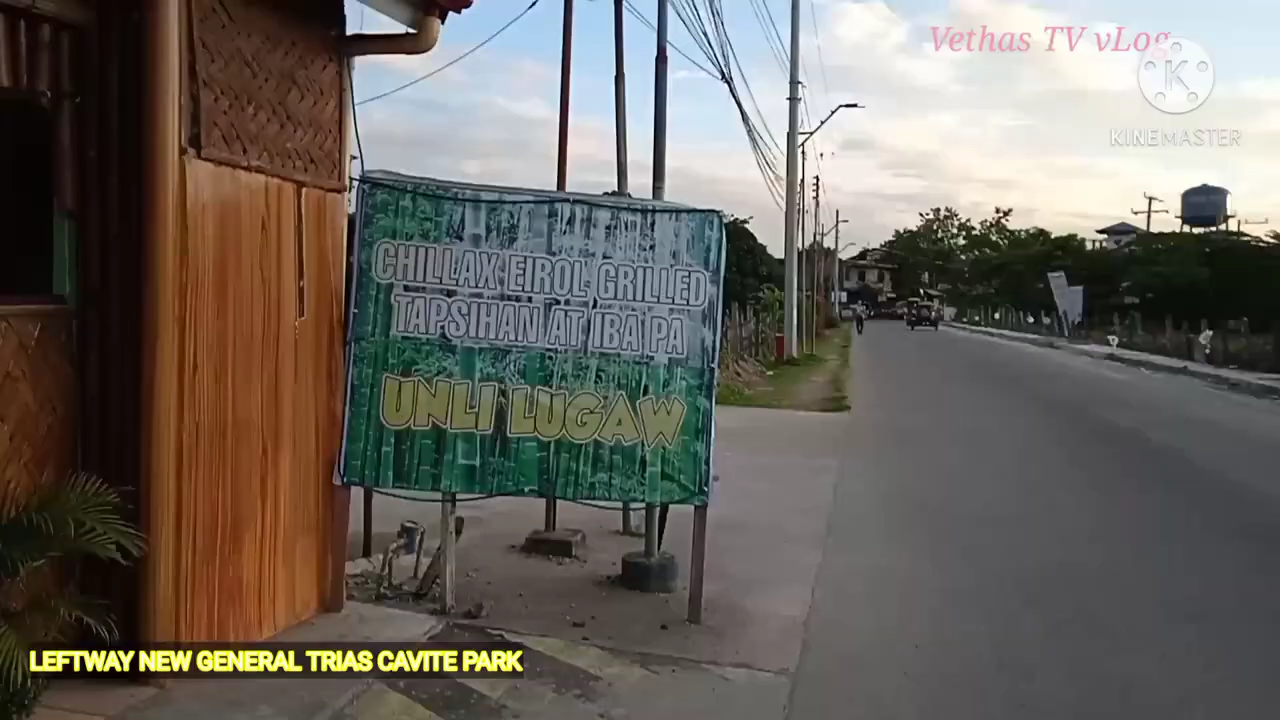 Vethas TV vLog
K
KINEMASTER
CHILLAX EIROL GRILLED
TAPSIHAN AT IBA PA
UNLI LUGAW
LEFTWAY NEW GENERAL TRIAS CAVITE PARK